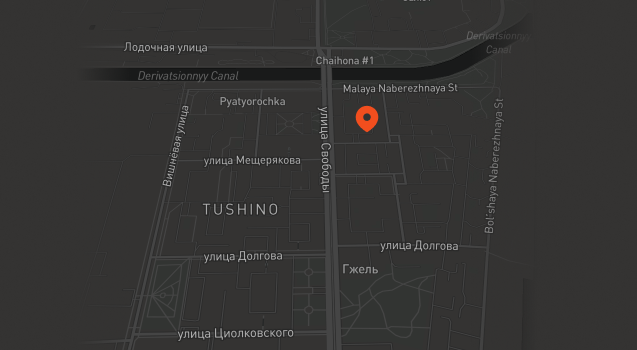 Лодочная улица
Derivatsionnyy
Canal
Chaihona #1
Derivatsionnyy Canal
Malaya Naberezhnaya St
Pyatyorochka
улица Свободы
Вишнёвая улица
Bol'shaya Naberezhnaya St
улица Мещерякова
TUSHINO
улица Долгова
улица Долгова
Гжель
улица Циолковского